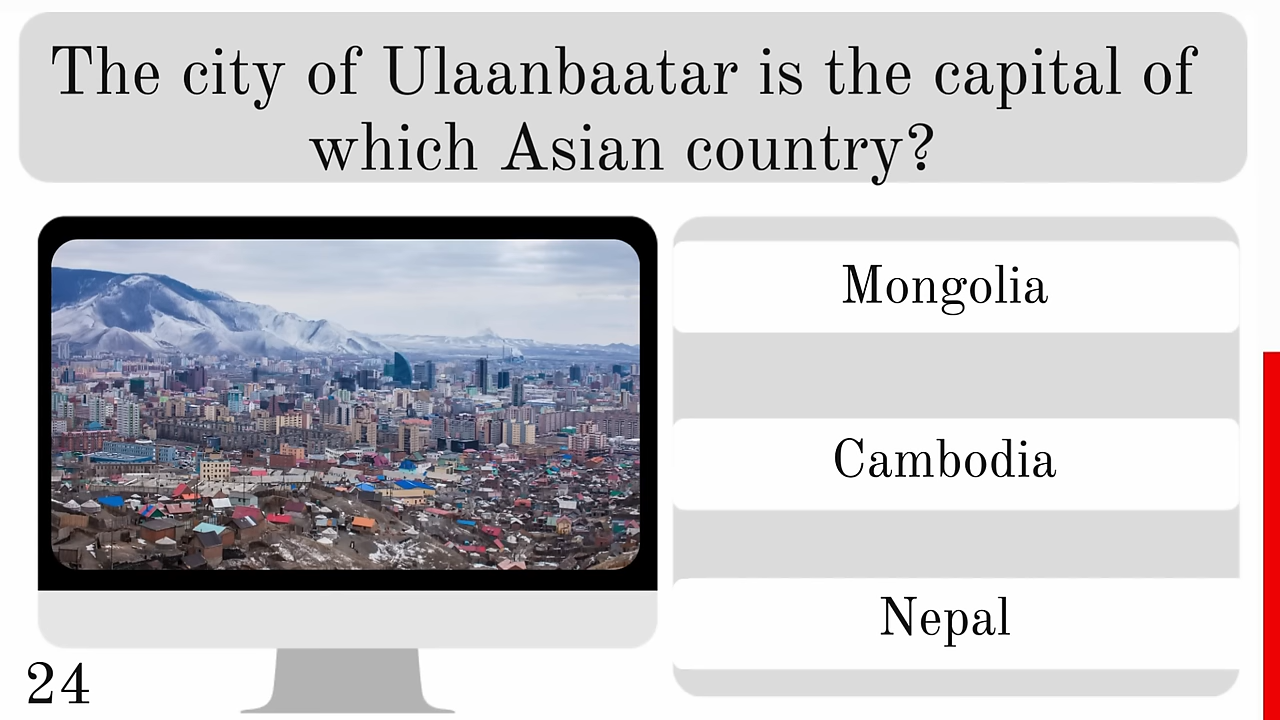 The city of Ulaanbaatar is the capital of
which Asian country?
Mongolia
Cambodia
Nepal
24